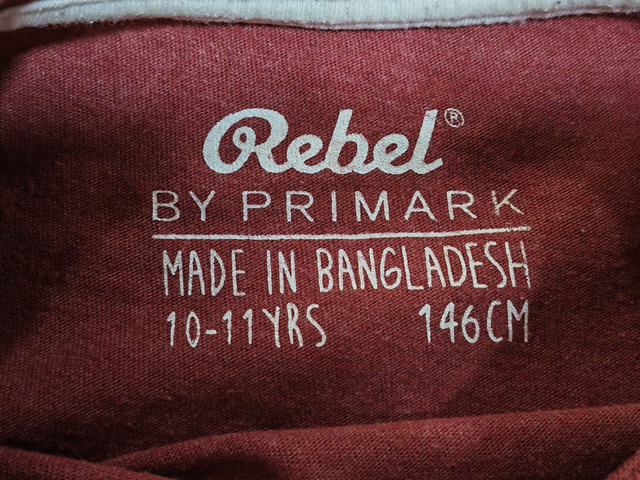 Rebel®
BY PRIMARK
MADE IN BANGLADESH
10-11YRS 146CM